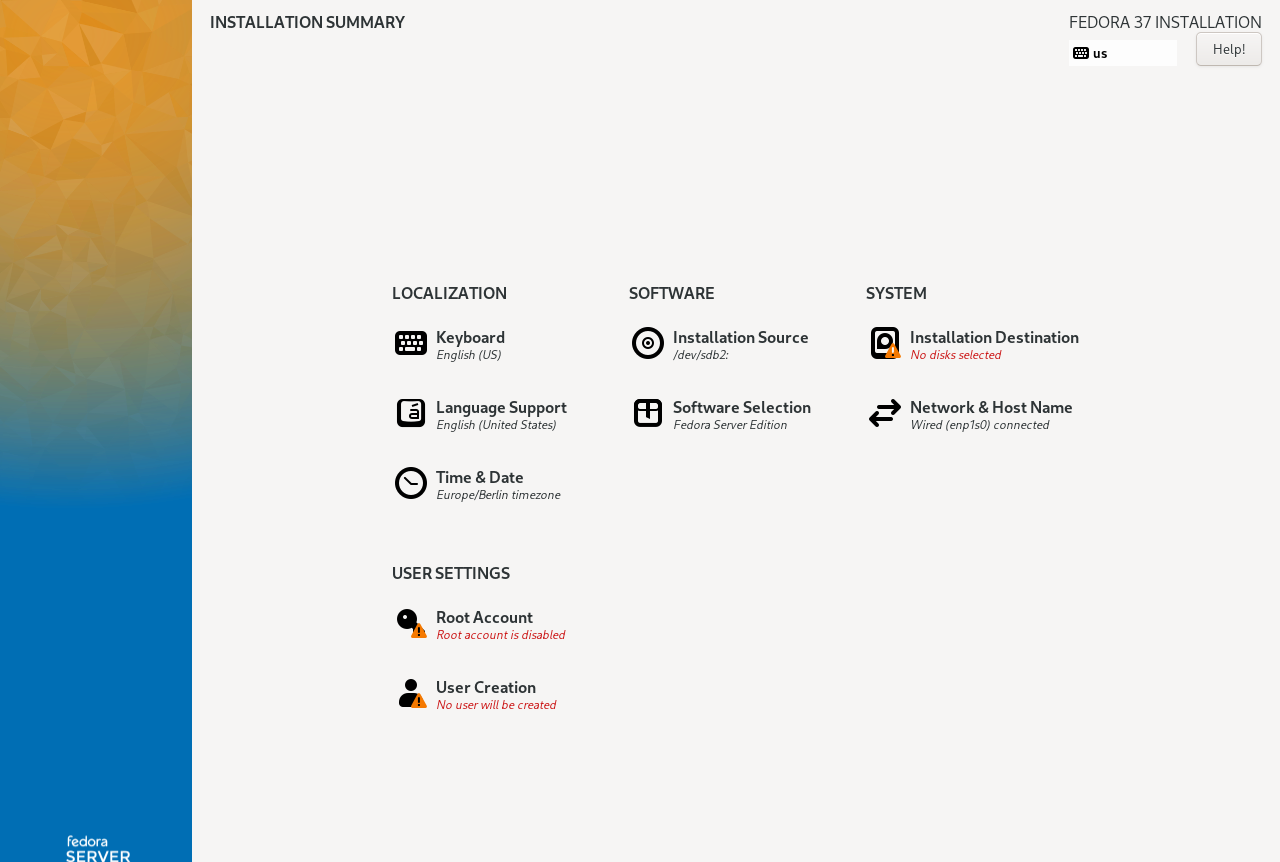 INSTALLATION SUMMARY
FEDORA 37 INSTALLATION
us
Help!
LOCALIZATION
Keyboard
English (US)
Language Support
English (United States)
Time & Date
Europe/Berlin timezone
SOFTWARE
Installation Source
/dev/sdb2:
Software Selection
Fedora Server Edition
SYSTEM
Installation Destination
No disks selected
Network & Host Name
Wired (enp1s0) connected
USER SETTINGS
Root Account
Root account is disabled
User Creation
No user will be created
fedora
SERVER